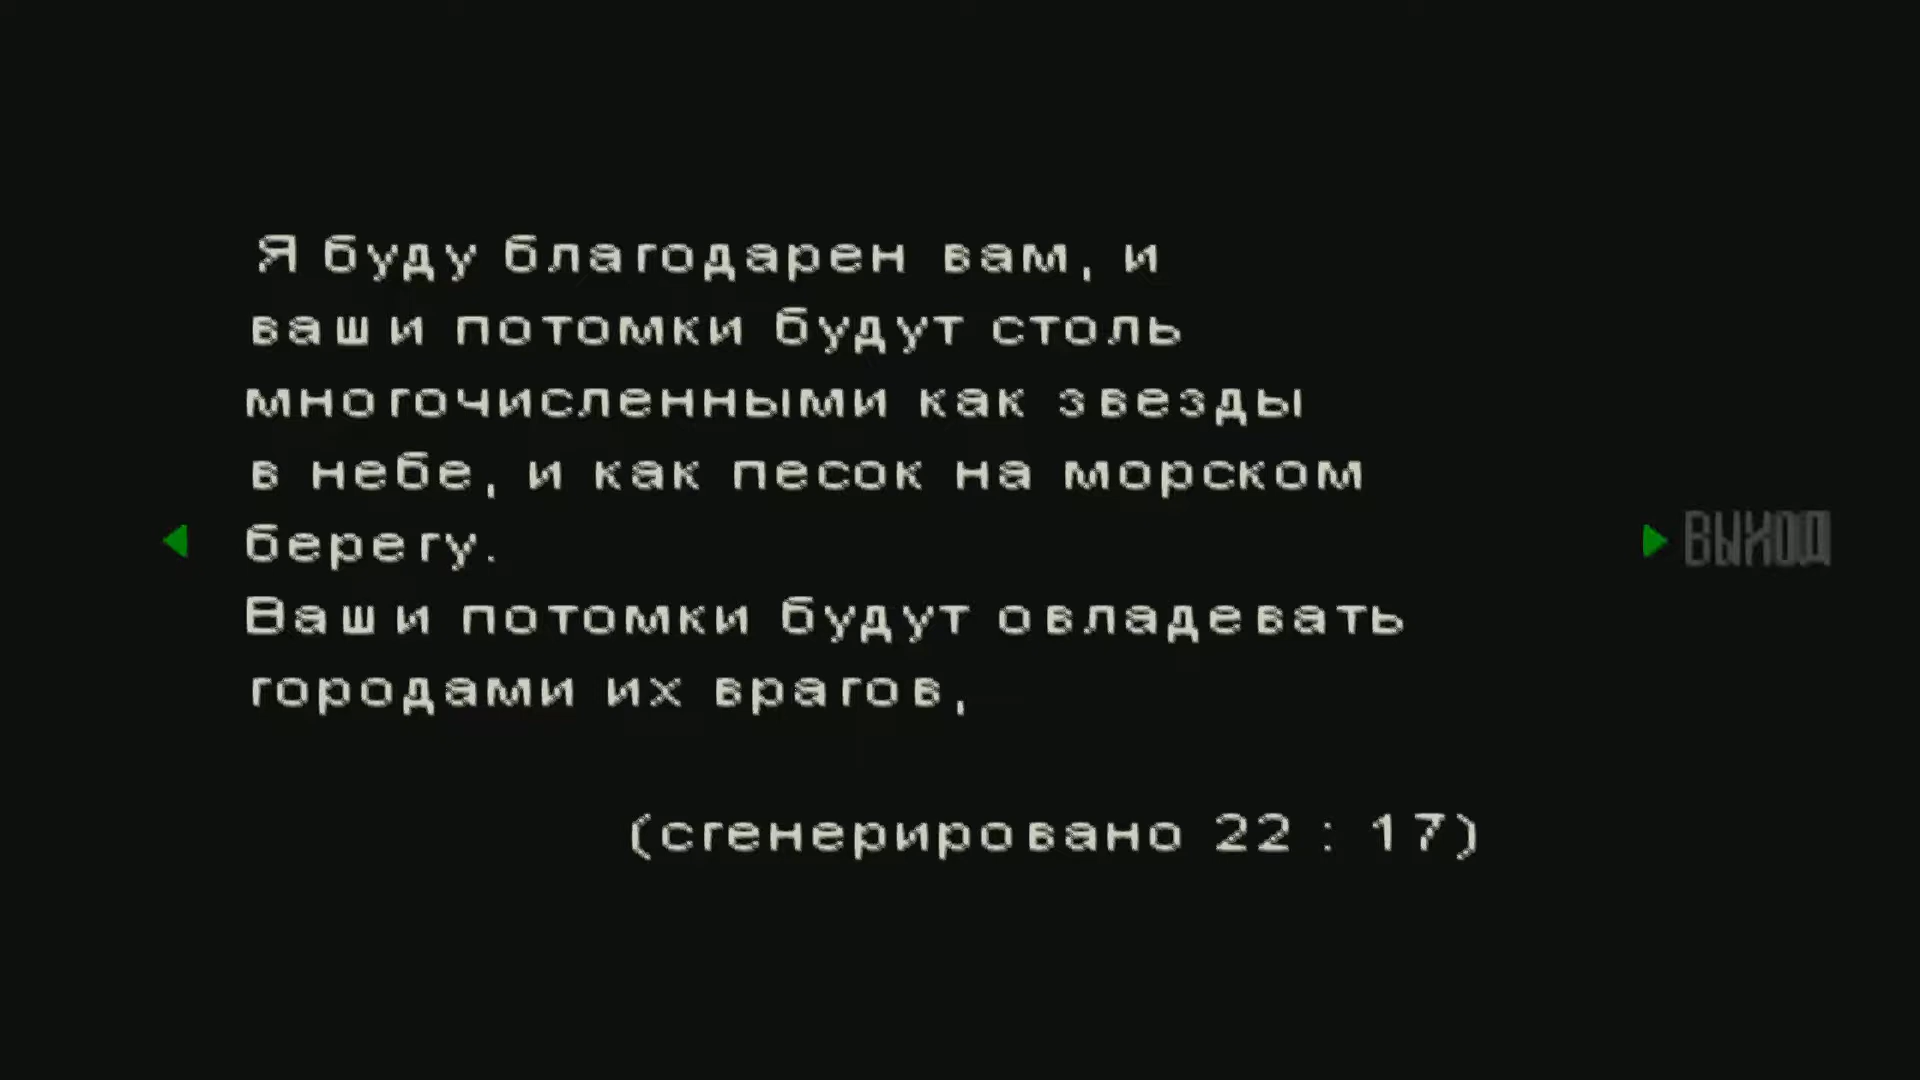 Я буду благодарен вам, и
ваши потомки будут столь
многочисленными как звезды
в небе, и как песок на морском
берегу.
ВЫХОД
Ваши потомки будут овладевать
городами их врагов,
(сгенерировано 22 : 17)